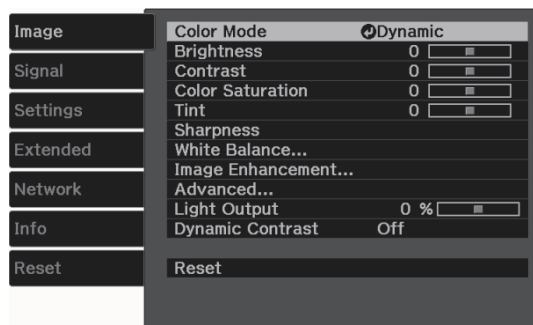 Image
Signal
Settings
Extended
Network
Info
Reset
Color Mode Dynamic
Brightness 0
Contrast 0
Color Saturation 0
Tint 0
Sharpness
White Balance...
Image Enhancement...
Advanced...
Light Output 0 %
Dynamic Contrast Off
Reset